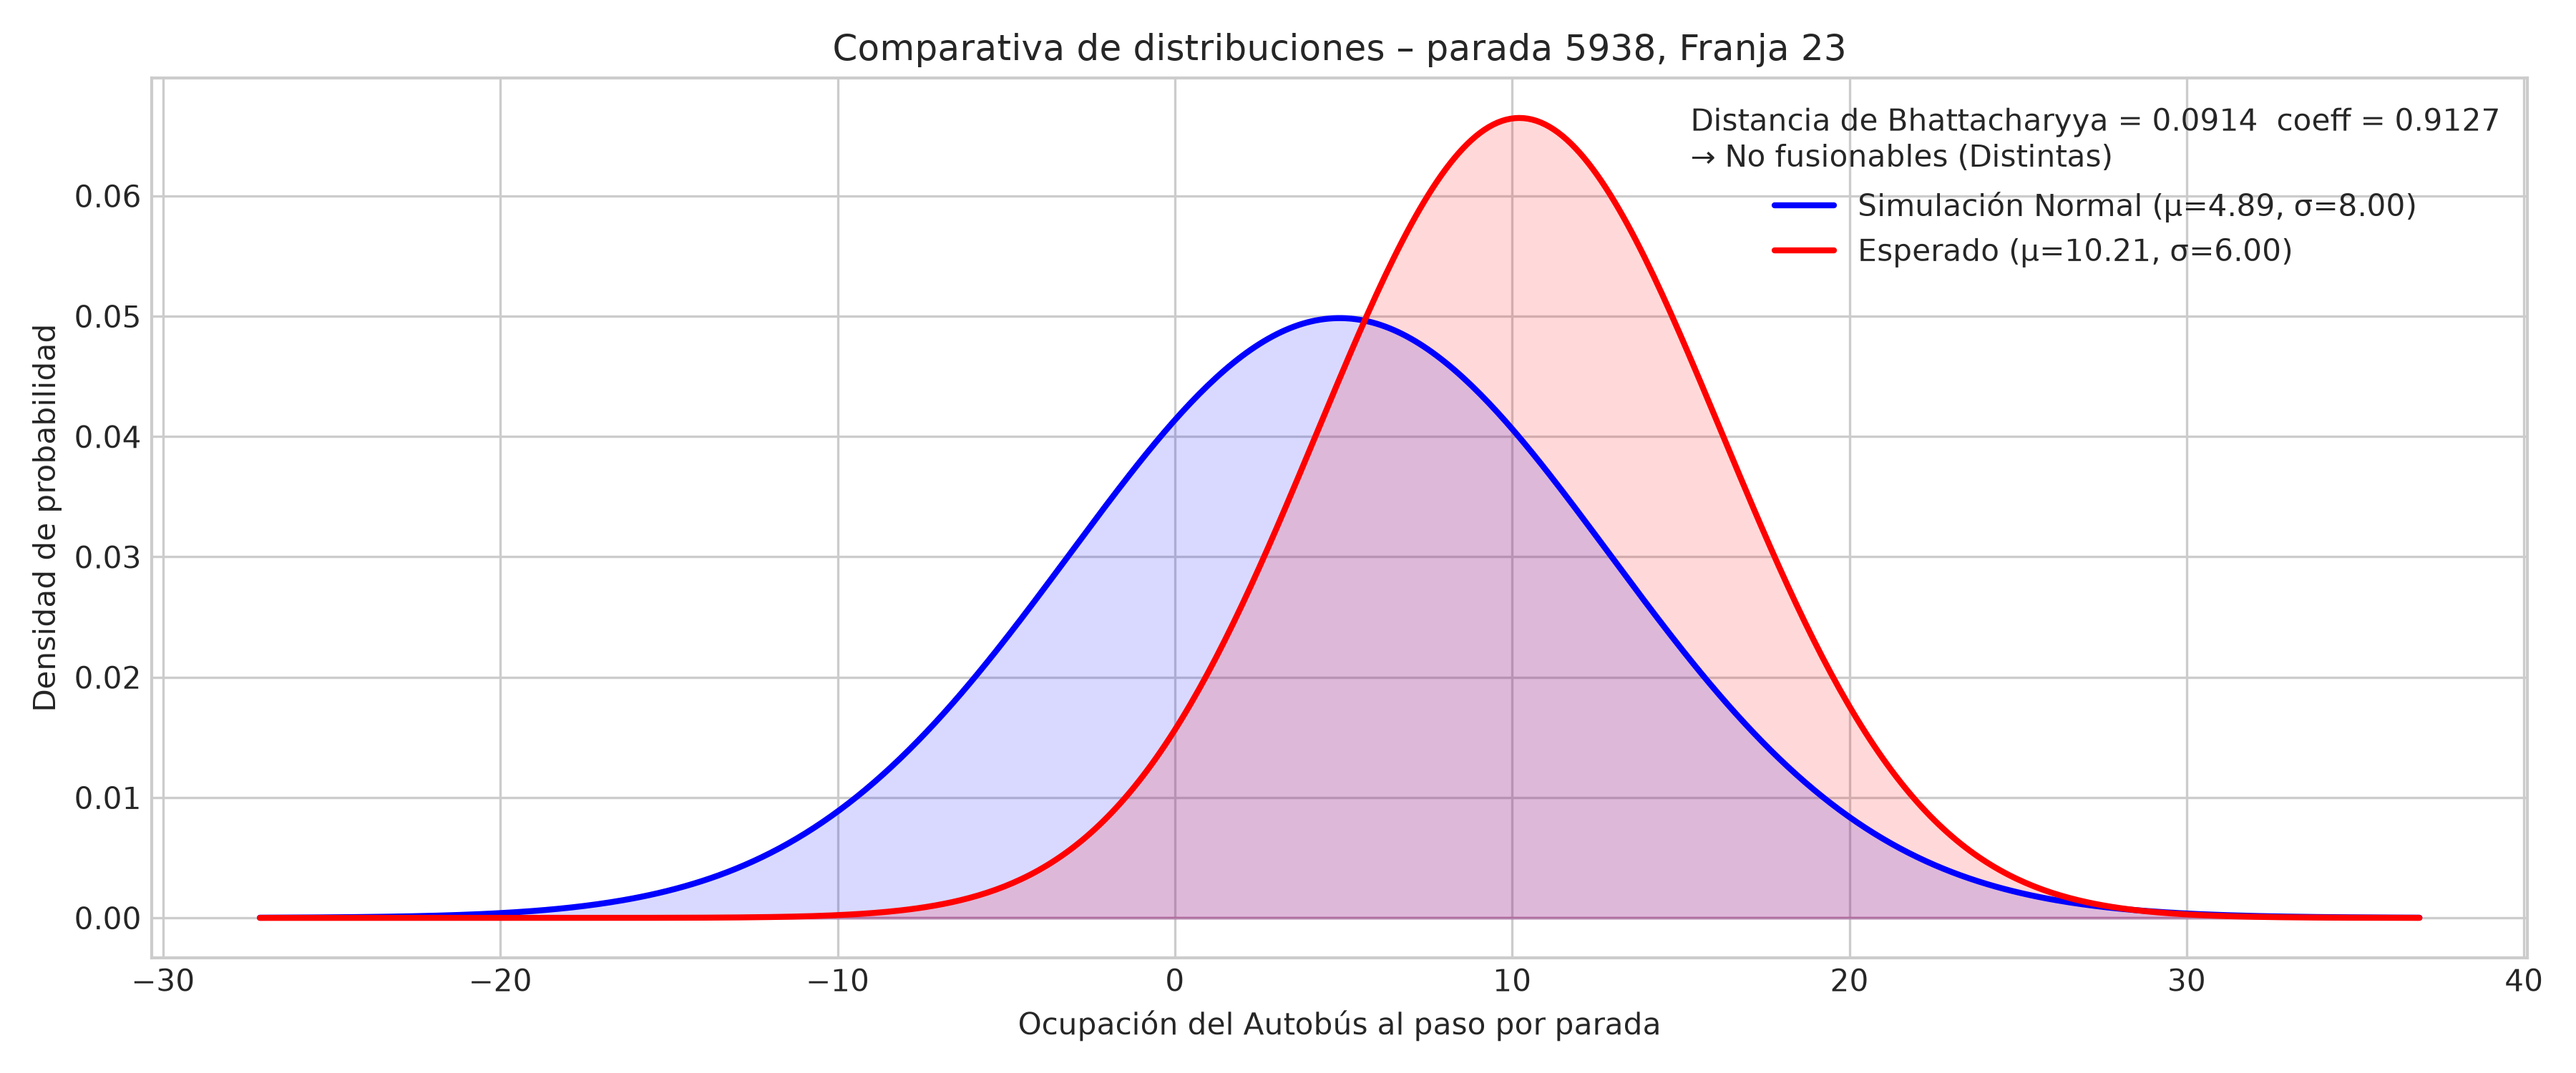 Comparativa de distribuciones – parada 5938, Franja 23
Distancia de Bhattacharyya = 0.0914  coeff = 0.9127
→ No fusionables (Distintas)
Simulación Normal (μ=4.89, σ=8.00)
Esperado (μ=10.21, σ=6.00)
Densidad de probabilidad
0.06
0.05
0.04
0.03
0.02
0.01
0.00
−30 −20 −10 0 10 20 30 40
Ocupación del Autobús al paso por parada